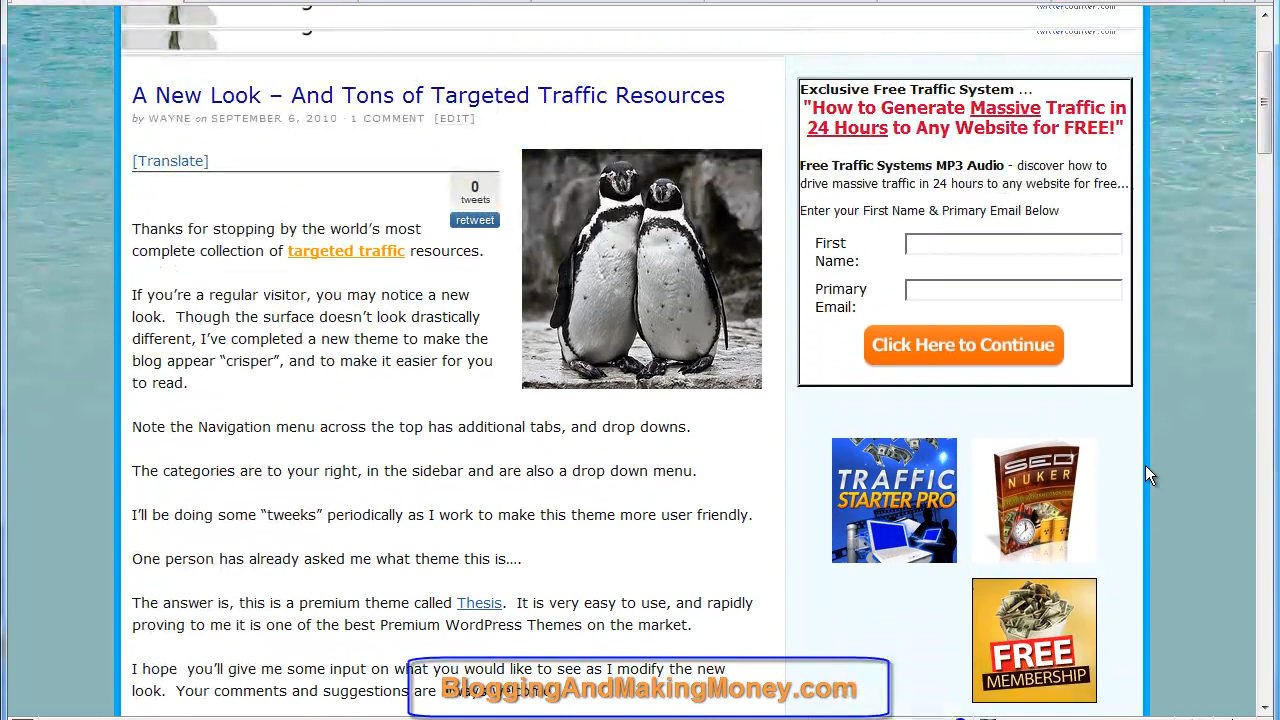 twittercounter.com
A New Look – And Tons of Targeted Traffic Resources
by WAYNE on SEPTEMBER 6, 2010 · 1 COMMENT [EDIT]
[Translate]
0
tweets
retweet
Thanks for stopping by the world’s most
complete collection of targeted traffic resources.
If you’re a regular visitor, you may notice a new
look. Though the surface doesn’t look drastically
different, I’ve completed a new theme to make the
blog appear “crisper”, and to make it easier for you
to read.
Note the Navigation menu across the top has additional tabs, and drop downs.
The categories are to your right, in the sidebar and are also a drop down menu.
I’ll be doing some “tweeks” periodically as I work to make this theme more user friendly.
One person has already asked me what theme this is….
The answer is, this is a premium theme called Thesis. It is very easy to use, and rapidly
proving to me it is one of the best Premium WordPress Themes on the market.
I hope you’ll give me some input on what you would like to see as I modify the new
look. Your comments and suggestions are always welcome
BloggingAndMakingMoney.com
Exclusive Free Traffic System ...
"How to Generate Massive Traffic in
24 Hours to Any Website for FREE!"
Free Traffic Systems MP3 Audio - discover how to
drive massive traffic in 24 hours to any website for free...
Enter your First Name & Primary Email Below
First
Name:
Primary
Email:
Click Here to Continue
TRAFFIC
STARTER PRO
SEO
NUKER
FREE
MEMBERSHIP